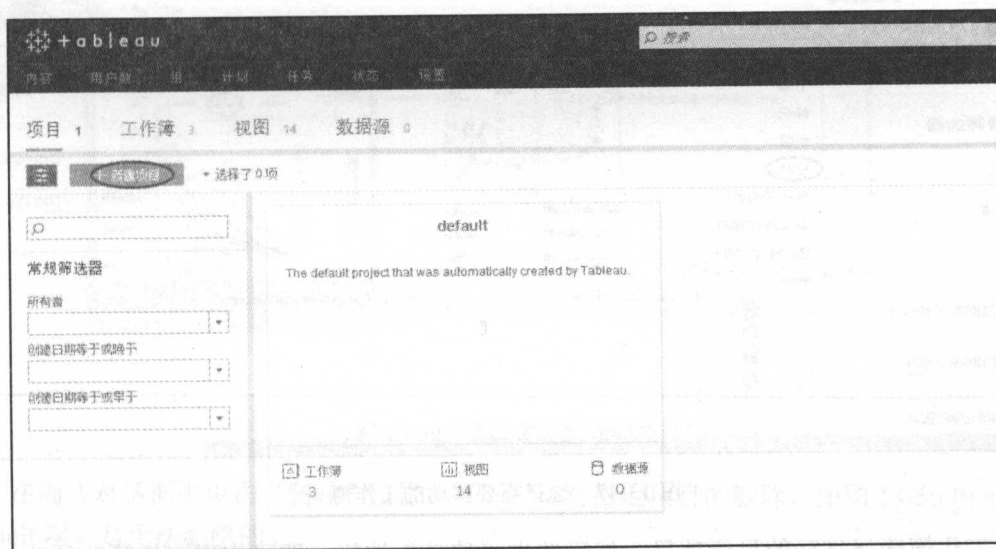 +ableau
搜索
内容 用户数 组 计划 任务 状态 设置
项目 1 工作簿 3 视图 14 数据源 0
选择了 0 项
default
The default project that was automatically created by Tableau.
常规筛选器
所有者
创建日期等于或晚于
创建日期等于或早于
工作簿 视图 数据源
3 14 0